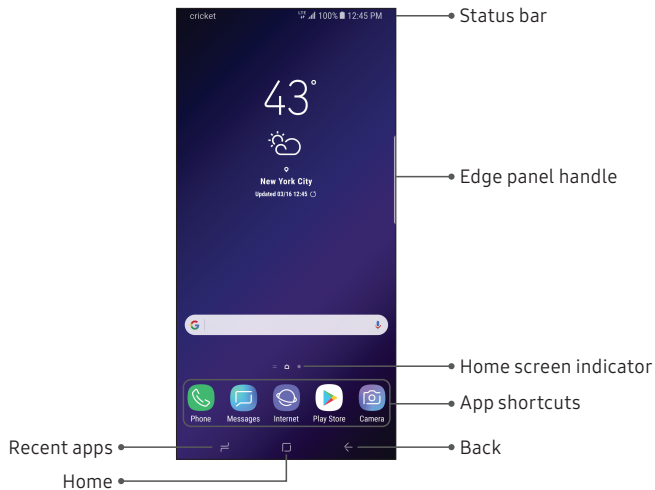 cricket LTE 100% 12:45 PM
Status bar
43°
New York City
Updated 03/16 12:45
Edge panel handle
G
Home screen indicator
App shortcuts
Phone Messages Internet Play Store Camera
Recent apps
Back
Home